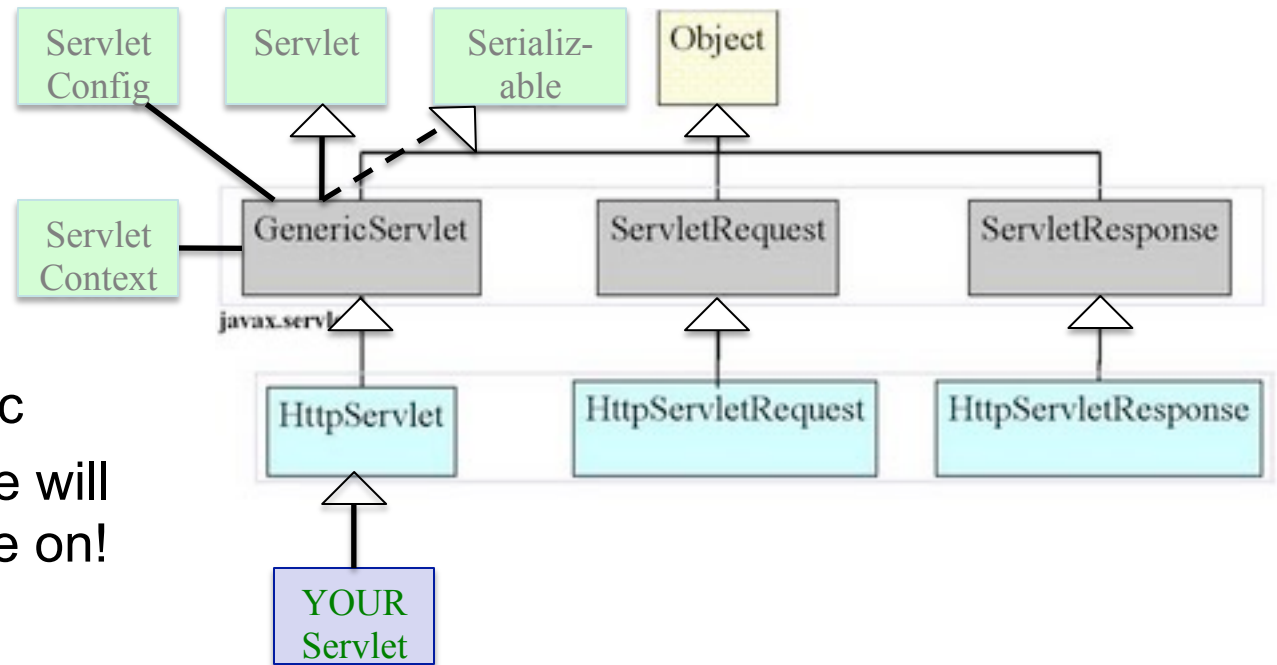 Servlet
Config
Servlet
Serializ-
able
Object
Servlet
Context
GenericServlet
ServletRequest
ServletResponse
javax.servl
HttpServlet
HttpServletRequest
HttpServletResponse
c
e will
e on!
YOUR
Servlet